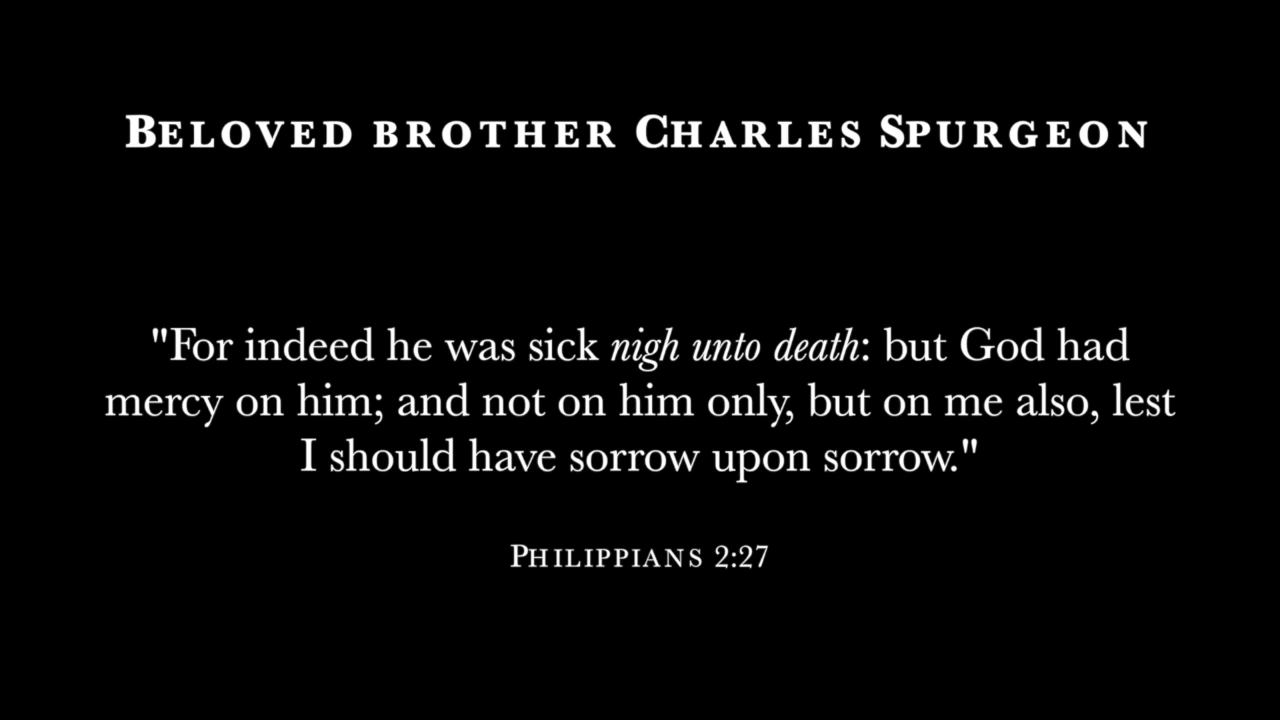 Beloved brother Charles Spurgeon
"For indeed he was sick nigh unto death: but God had
mercy on him; and not on him only, but on me also, lest
I should have sorrow upon sorrow."
Philippians 2:27